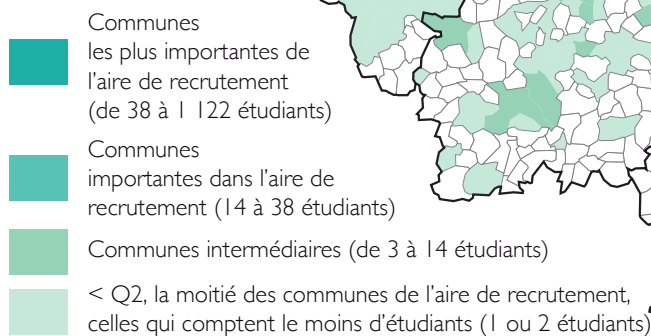 Communes
les plus importantes de
l'aire de recrutement
(de 38 à 1 122 étudiants)
Communes
importantes dans l'aire de
recrutement (14 à 38 étudiants)
Communes intermédiaires (de 3 à 14 étudiants)
< Q2, la moitié des communes de l'aire de recrutement,
celles qui comptent le moins d'étudiants (1 ou 2 étudiants)